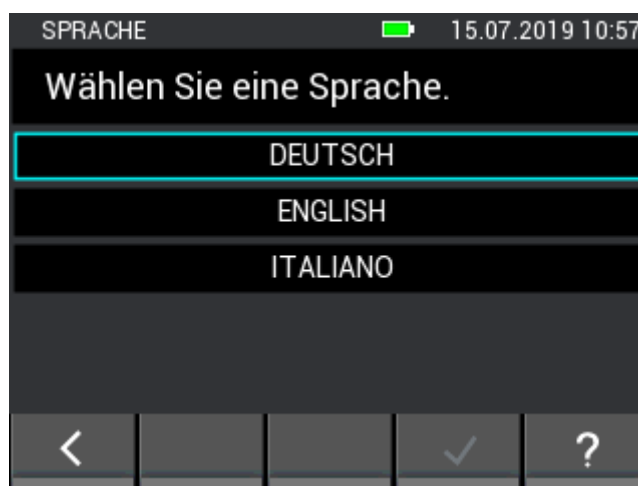 SPRACHE 15.07.2019 10:57
Wählen Sie eine Sprache.
DEUTSCH
ENGLISH
ITALIANO
?